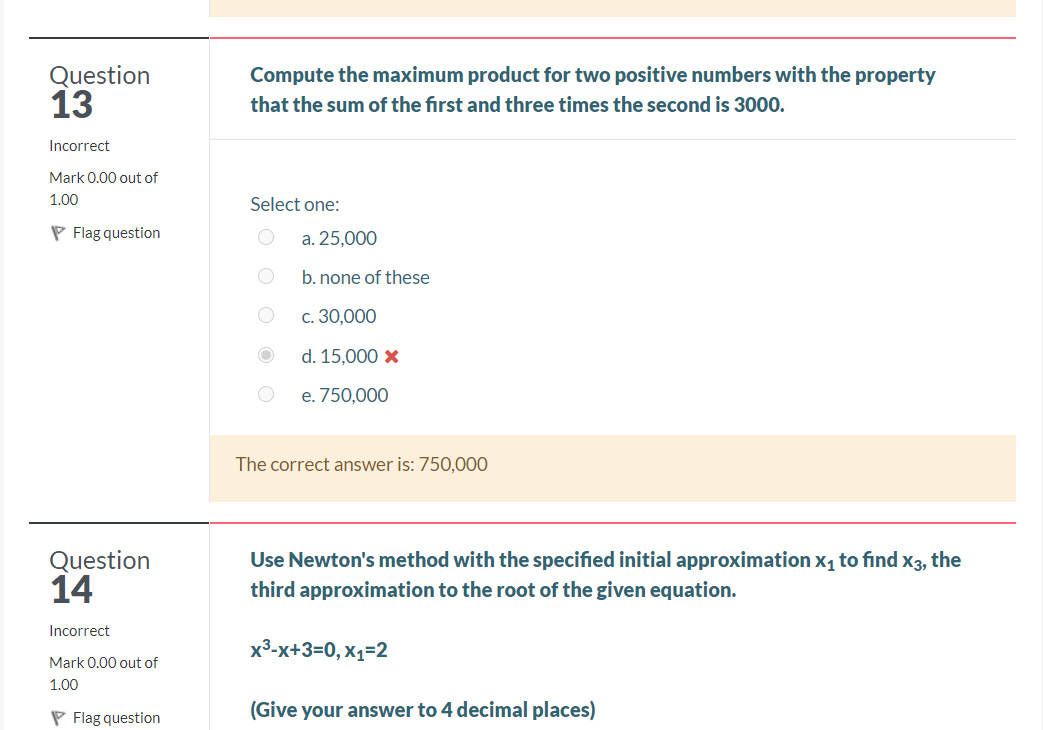 Question
13
Incorrect
Mark 0.00 out of
1.00
Flag question
Compute the maximum product for two positive numbers with the property
that the sum of the first and three times the second is 3000.
Select one:
a. 25,000
b. none of these
c. 30,000
d. 15,000
e. 750,000
The correct answer is: 750,000
Question
14
Incorrect
Mark 0.00 out of
1.00
Flag question
Use Newton's method with the specified initial approximation x₁ to find x₃, the
third approximation to the root of the given equation.
x³-x+3=0, x₁=2
(Give your answer to 4 decimal places)